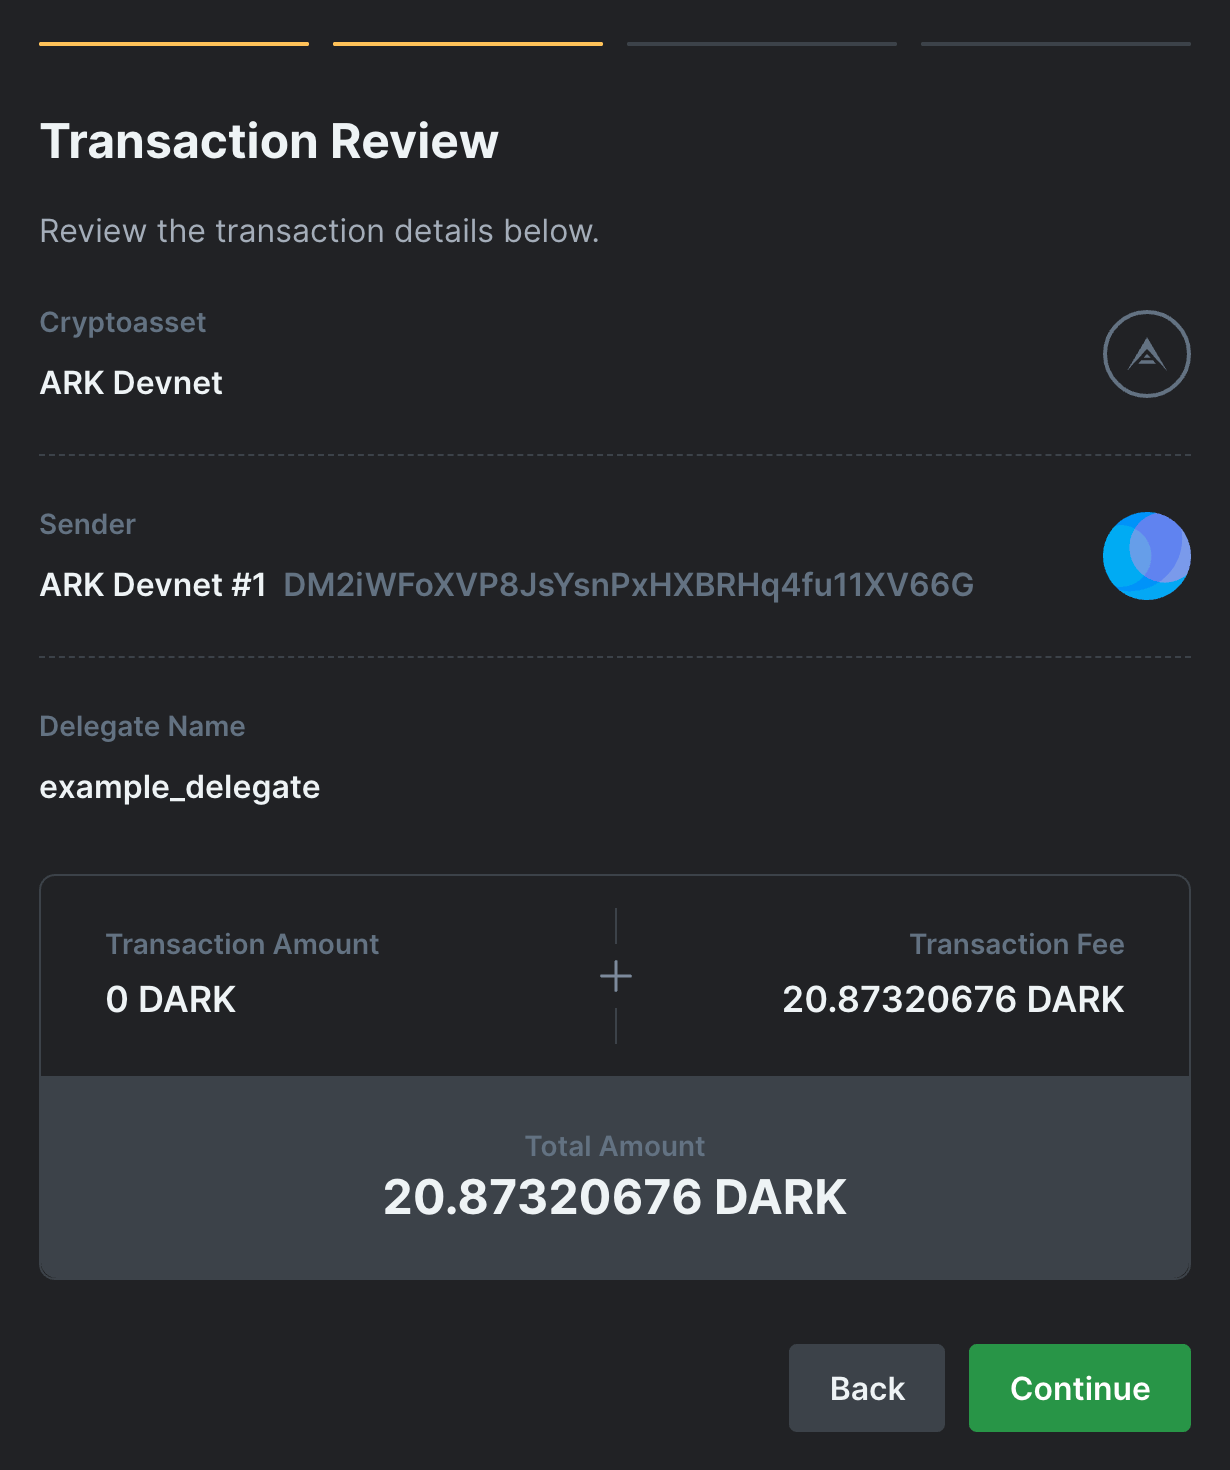 Transaction Review
Review the transaction details below.
Cryptoasset
ARK Devnet
Sender
ARK Devnet #1 DM2iWFoXVP8JsYsnPxHXBRHq4fu11XV66G
Delegate Name
example_delegate
Transaction Amount
0 DARK
+
Transaction Fee
20.87320676 DARK
Total Amount
20.87320676 DARK
Back
Continue